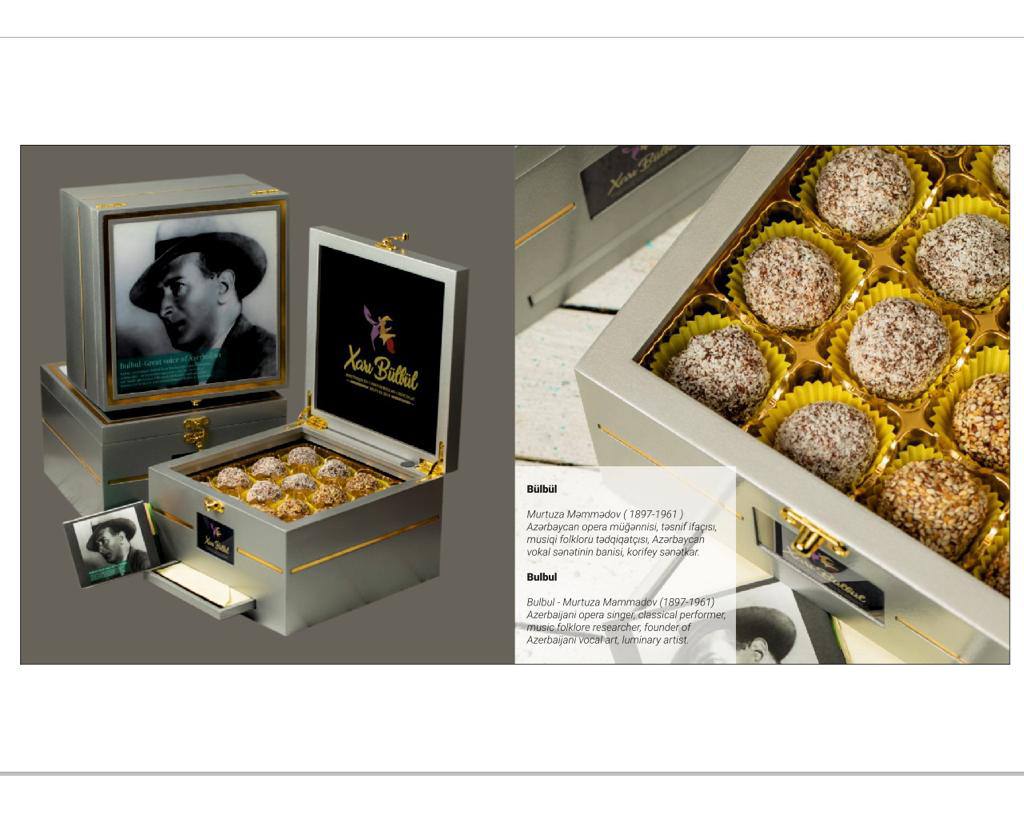 Bulbul-Great voice of Azerbaijan
Xarı Bülbül
Xarı Bülbül
Xarı Bülbül
Xarı Bülbül
Bülbül
Murtuza Məmmədov ( 1897-1961 )
Azərbaycan opera müğənnisi, təsnif ifaçısı,
musiqi folkloru tədqiqatçısı, Azərbaycan
vokal sənətinin banisi, korifey sənətkar.
Bulbul
Bulbul - Murtuza Mammadov (1897-1961)
Azerbaijani opera singer, classical performer,
music folklore researcher, founder of
Azerbaijani vocal art, luminary artist.